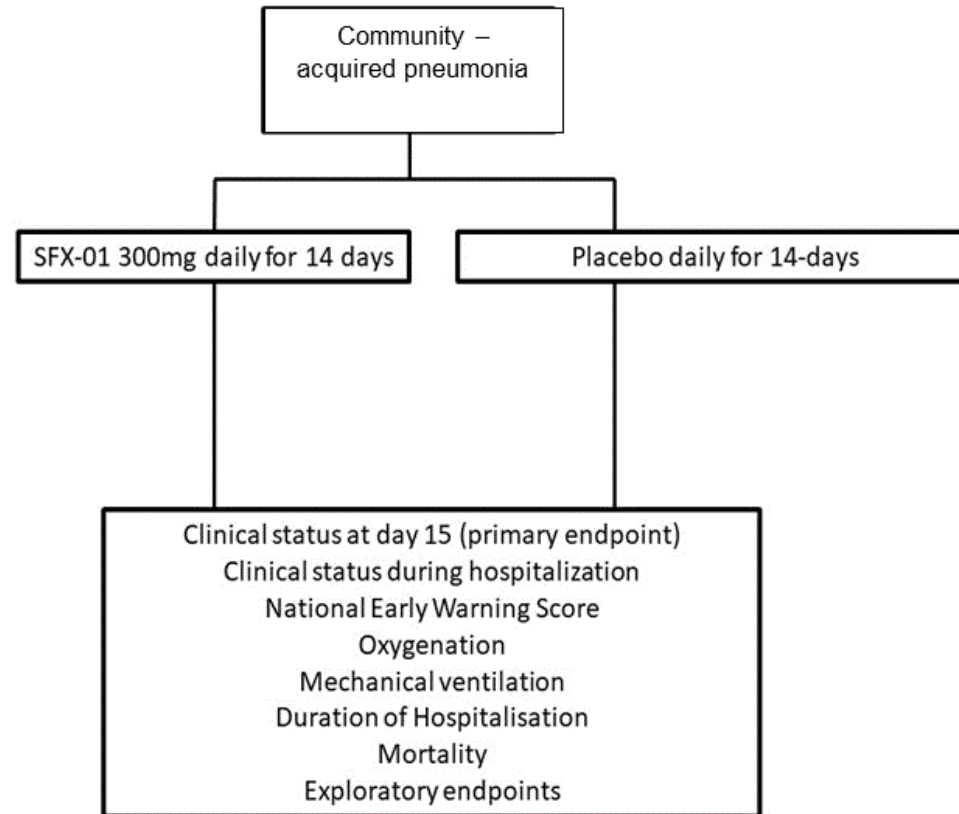 Community –
acquired pneumonia
SFX-01 300mg daily for 14 days
Placebo daily for 14-days
Clinical status at day 15 (primary endpoint)
Clinical status during hospitalization
National Early Warning Score
Oxygenation
Mechanical ventilation
Duration of Hospitalisation
Mortality
Exploratory endpoints